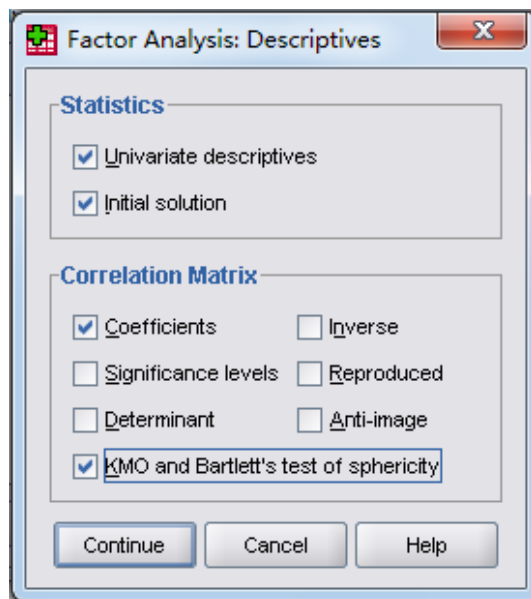 Factor Analysis: Descriptives
Statistics
Univariate descriptives
Initial solution
Correlation Matrix
Coefficients Inverse
Significance levels Reproduced
Determinant Anti-image
KMO and Bartlett's test of sphericity
Continue Cancel Help